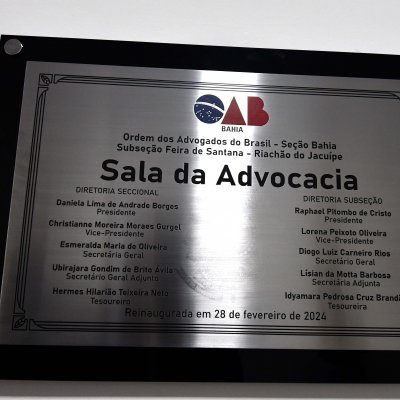 OAB
BAHIA
Ordem dos Advogados do Brasil - Seção Bahia
Subseção Feira de Santana - Riachão do Jacuípe
Sala da Advocacia
DIRETORIA SECCIONAL
Daniela Lima de Andrade Borges
Presidente
Christianne Moreira Moraes Gurgel
Vice-Presidente
Esmeralda Maria de Oliveira
Secretária Geral
Ubirajara Gondim de Brito Ávila
Secretário Geral Adjunto
Hermes Hilarião Teixeira Neto
Tesoureiro
DIRETORIA SUBSEÇÃO
Raphael Pitombo de Cristo
Presidente
Lorena Peixoto Oliveira
Vice-Presidente
Diogo Luiz Carneiro Rios
Secretário Geral
Lisian da Motta Barbosa
Secretária Adjunta
Idyamara Pedrosa Cruz Brandã
Tesoureira
Reinaugurada em 28 de fevereiro de 2024